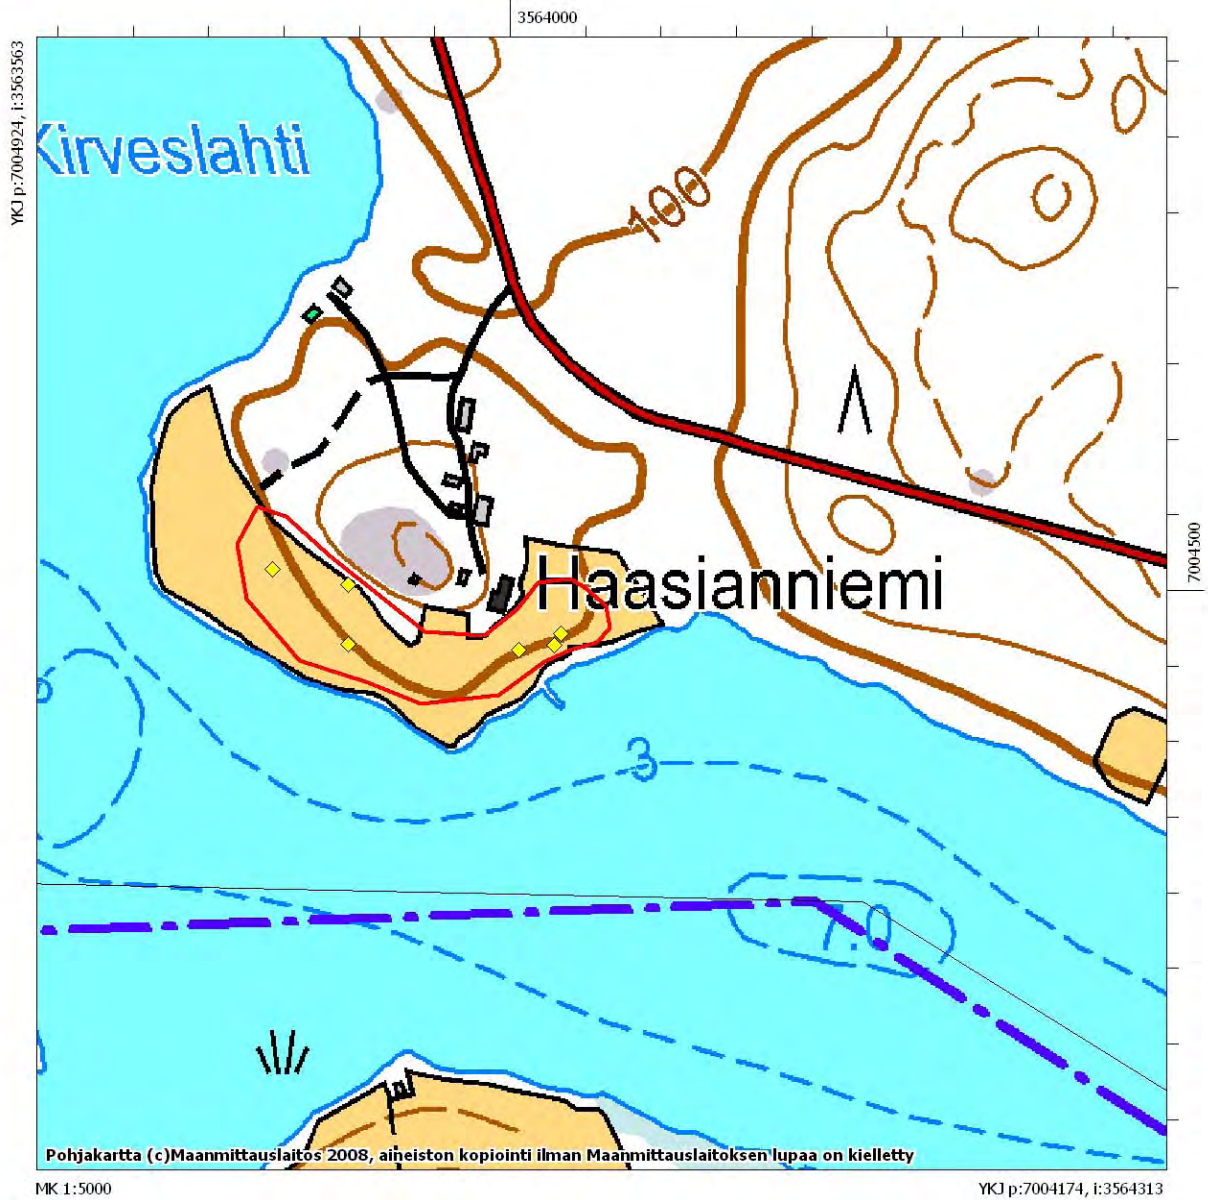 3564000
YKJ p:7004924, i:3563563
Kirveslahti
100
7004500
Haasianniemi
3
7.0
Pohjakartta (c)Maanmittauslaitos 2008, aineiston kopiointi ilman Maanmittauslaitoksen lupaa on kielletty
MK 1:5000
YKJ p:7004174, i:3564313